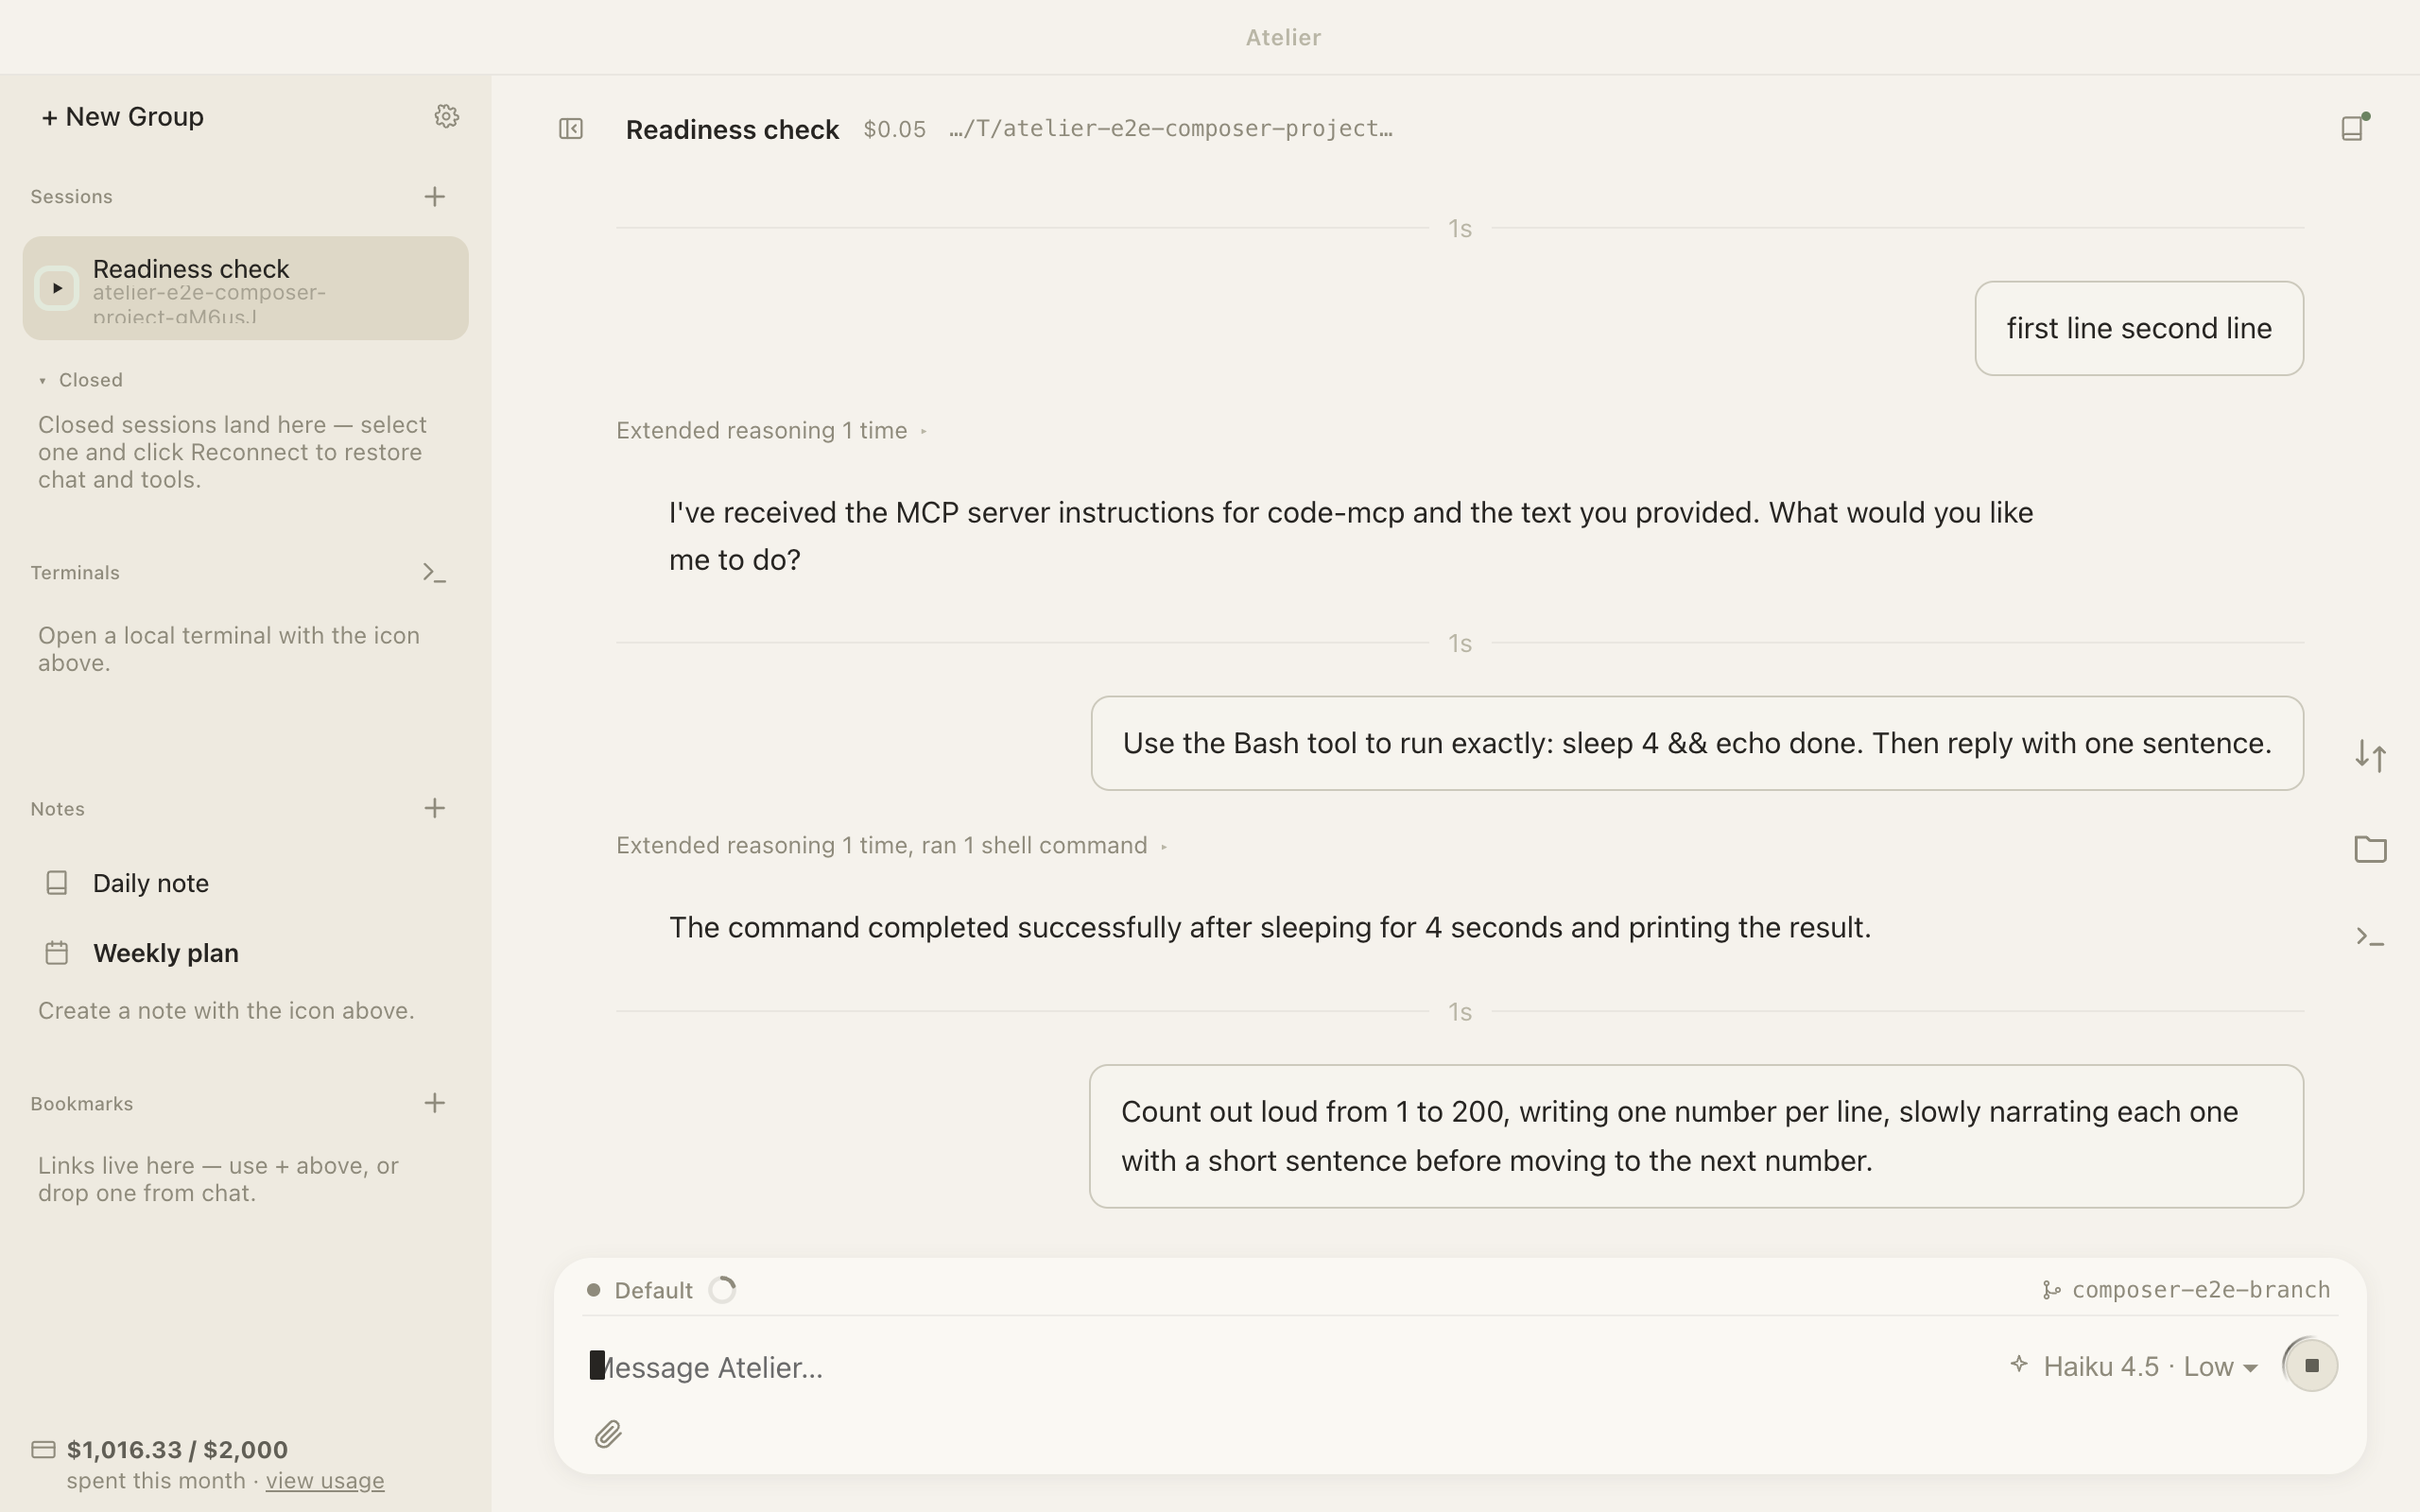 Atelier
+ New Group
Sessions
Readiness check
atelier-e2e-composer-
project-gM6usJ
Closed
Closed sessions land here — select
one and click Reconnect to restore
chat and tools.
Terminals
Open a local terminal with the icon
above.
Notes
Daily note
Weekly plan
Create a note with the icon above.
Bookmarks
Links live here — use + above, or
drop one from chat.
$1,016.33 / $2,000
spent this month · view usage
Readiness check $0.05 …/T/atelier-e2e-composer-project…
1s
first line second line
Extended reasoning 1 time
I've received the MCP server instructions for code-mcp and the text you provided. What would you like
me to do?
1s
Use the Bash tool to run exactly: sleep 4 && echo done. Then reply with one sentence.
Extended reasoning 1 time, ran 1 shell command
The command completed successfully after sleeping for 4 seconds and printing the result.
1s
Count out loud from 1 to 200, writing one number per line, slowly narrating each one
with a short sentence before moving to the next number.
Default
composer-e2e-branch
Message Atelier...
Haiku 4.5 · Low